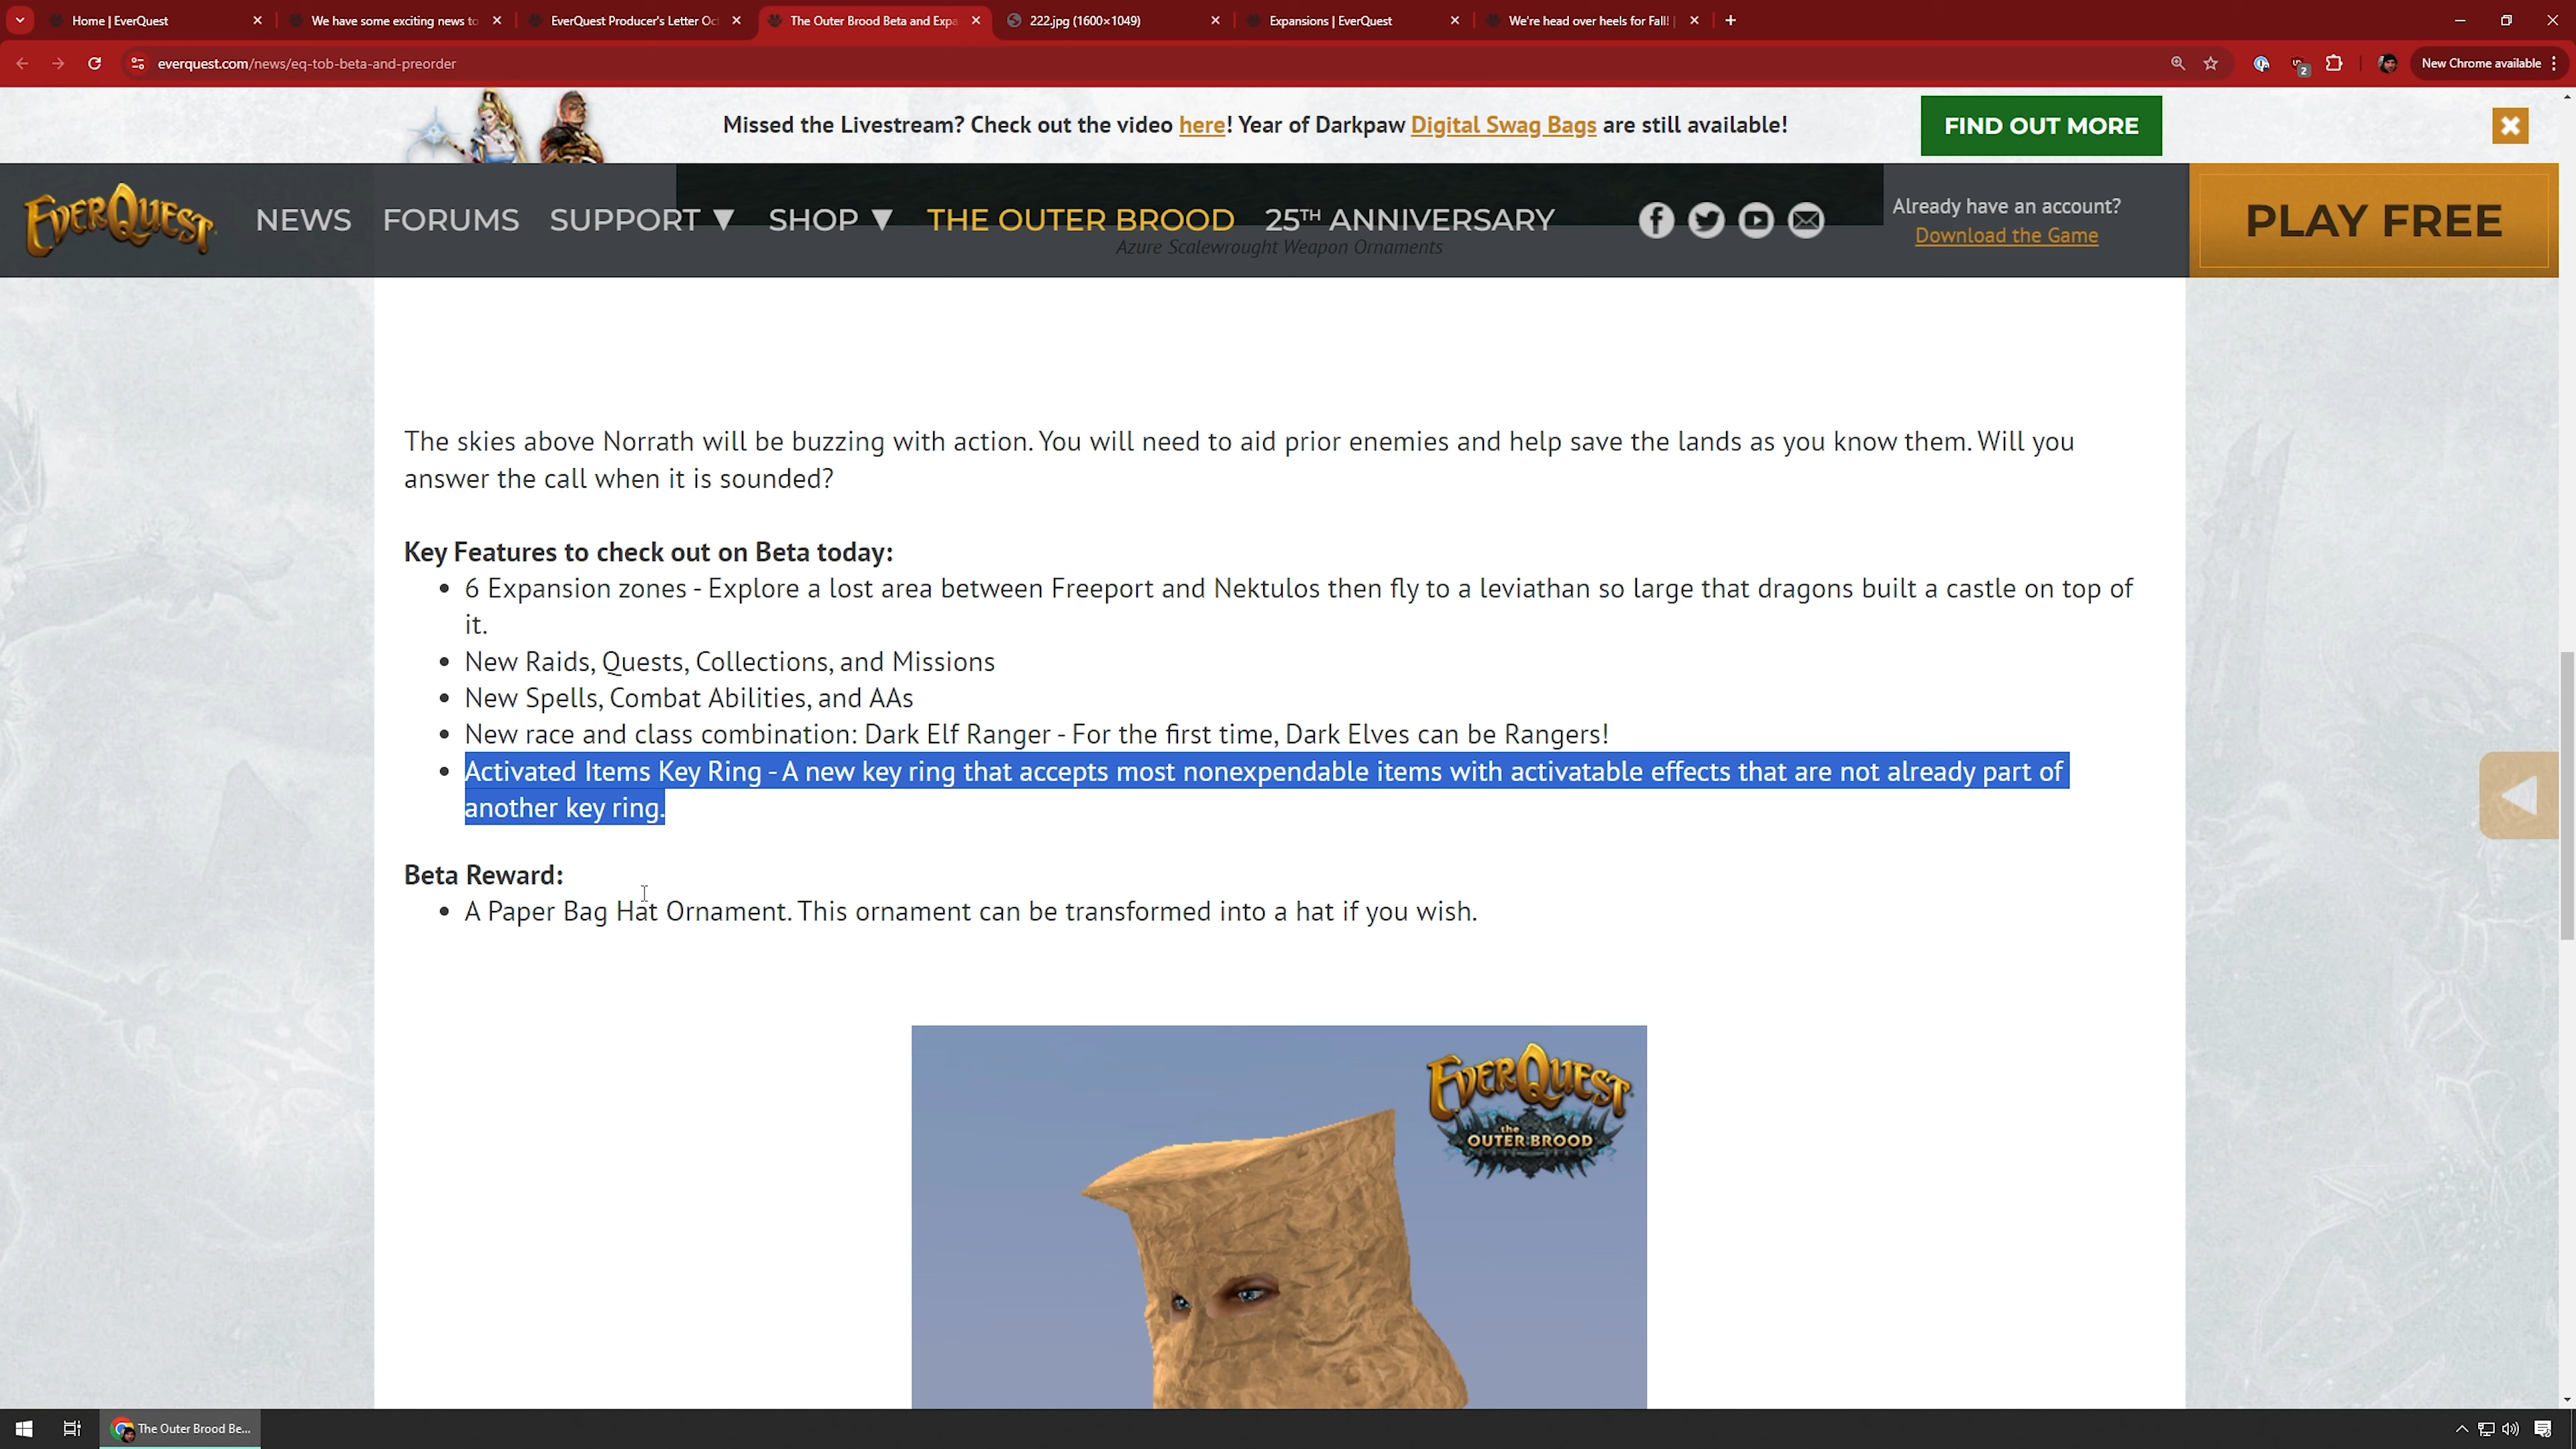 Home | EverQuest
We have some exciting news to
EverQuest Producer's Letter Oct
The Outer Brood Beta and Expa
222.jpg (1600×1049)
Expansions | EverQuest
We're head over heels for Fall! |
everquest.com/news/eq-tob-beta-and-preorder
2
New Chrome available
Missed the Livestream? Check out the video here! Year of Darkpaw Digital Swag Bags are still available!
FIND OUT MORE
EVERQUEST
NEWS
FORUMS
SUPPORT ▼
SHOP ▼
THE OUTER BROOD
25TH ANNIVERSARY
Already have an account?
Download the Game
PLAY FREE
Azure Scalewrought Weapon Ornaments
The skies above Norrath will be buzzing with action. You will need to aid prior enemies and help save the lands as you know them. Will you
answer the call when it is sounded?
Key Features to check out on Beta today:
• 6 Expansion zones - Explore a lost area between Freeport and Nektulos then fly to a leviathan so large that dragons built a castle on top of
it.
• New Raids, Quests, Collections, and Missions
• New Spells, Combat Abilities, and AAs
• New race and class combination: Dark Elf Ranger - For the first time, Dark Elves can be Rangers!
• Activated Items Key Ring - A new key ring that accepts most nonexpendable items with activatable effects that are not already part of
another key ring.
Beta Reward:
• A Paper Bag Hat Ornament. This ornament can be transformed into a hat if you wish.
EVERQUEST
the
OUTER BROOD
The Outer Brood Be...